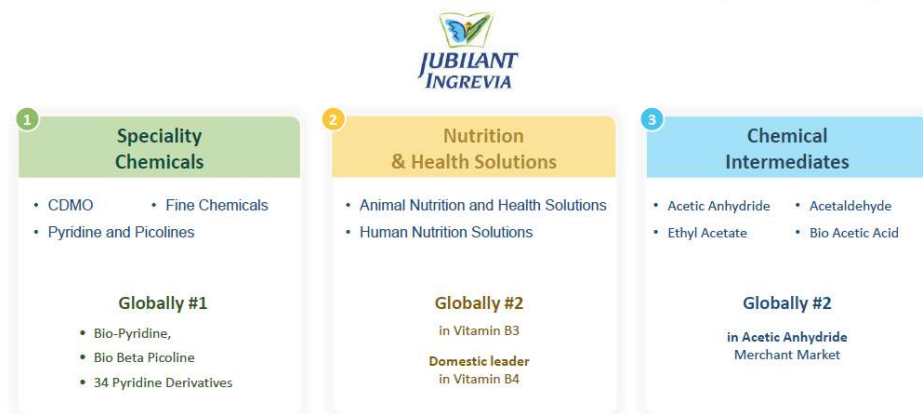 JUBILANT
INGREVIA
1
Speciality
Chemicals
• CDMO • Fine Chemicals
• Pyridine and Picolines
Globally #1
• Bio-Pyridine,
• Bio Beta Picoline
• 34 Pyridine Derivatives
2
Nutrition
& Health Solutions
• Animal Nutrition and Health Solutions
• Human Nutrition Solutions
Globally #2
in Vitamin B3
Domestic leader
in Vitamin B4
3
Chemical
Intermediates
• Acetic Anhydride • Acetaldehyde
• Ethyl Acetate • Bio Acetic Acid
Globally #2
in Acetic Anhydride
Merchant Market